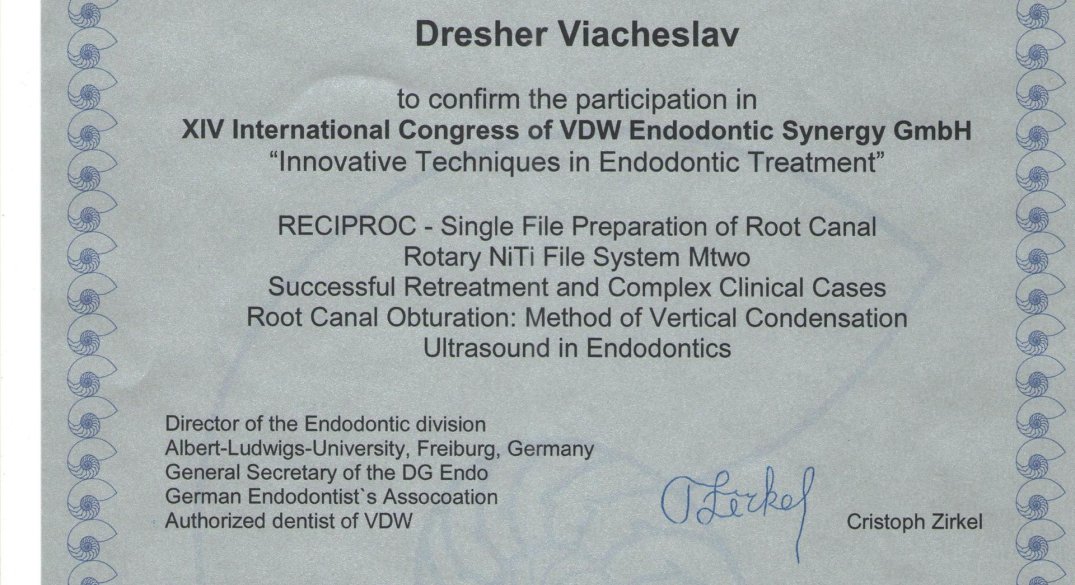 Dresher Viacheslav
to confirm the participation in
XIV International Congress of VDW Endodontic Synergy GmbH
“Innovative Techniques in Endodontic Treatment”
RECIPROC - Single File Preparation of Root Canal
Rotary NiTi File System Mtwo
Successful Retreatment and Complex Clinical Cases
Root Canal Obturation: Method of Vertical Condensation
Ultrasound in Endodontics
Director of the Endodontic division
Albert-Ludwigs-University, Freiburg, Germany
General Secretary of the DG Endo
German Endodontist`s Assocoation
Authorized dentist of VDW
CZirkel
Cristoph Zirkel